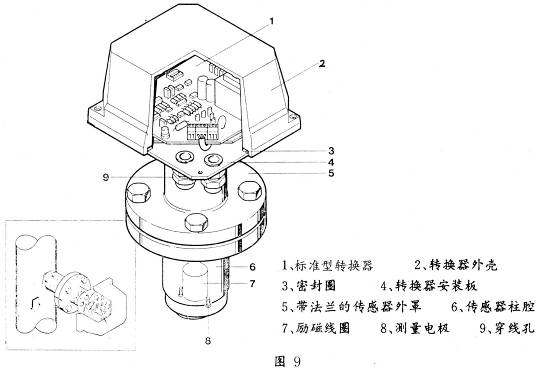 1
2
3
4
5
9
6
7
8
1、标准型转换器 2、转换器外壳
3、密封圈 4、转换器安装板
5、带法兰的传感器外罩 6、传感器柱腔
7、励磁线圈 8、测量电极 9、穿线孔
图 9